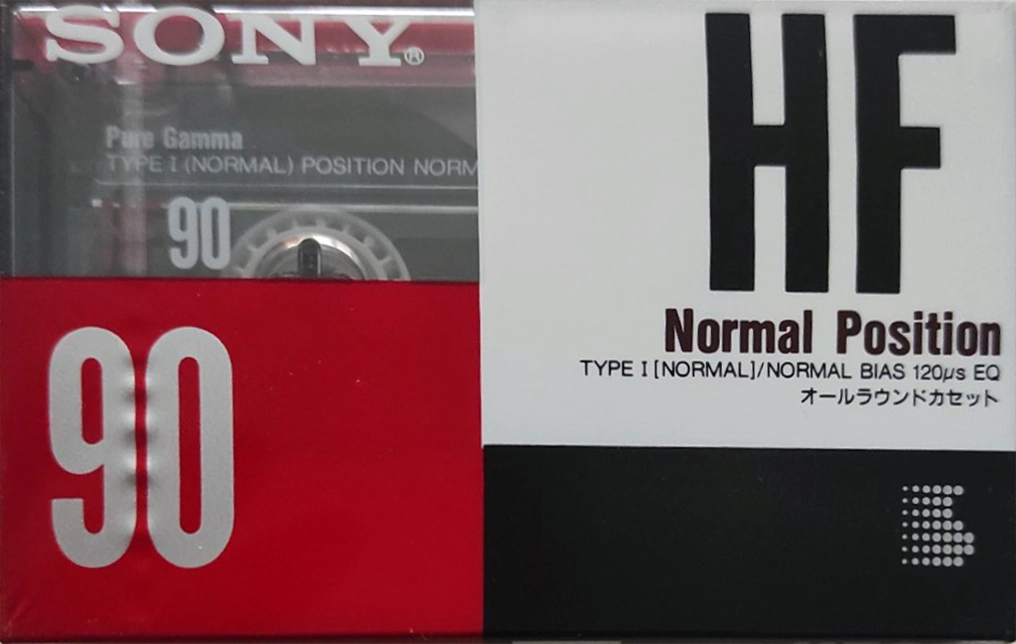 SONY®
Pure Gamma
TYPE I (NORMAL) POSITION NORM
90
90
HF
Normal Position
TYPE I [NORMAL]/NORMAL BIAS 120μs EQ
オールラウンドカセット